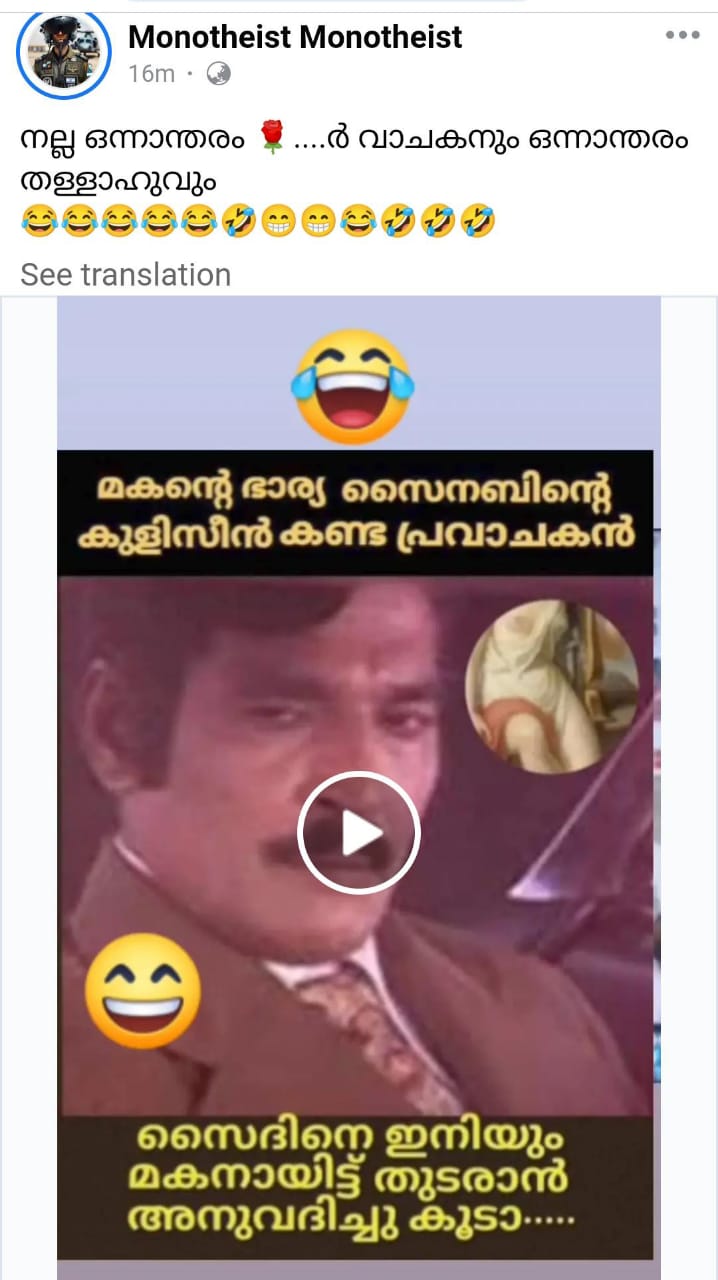 Monotheist Monotheist
16m
നല്ല ഒന്നാന്തരം 🌹....ർ വാചകനും ഒന്നാന്തരം
തള്ളാഹുവും
😂😂😂😂😂🤣😁😁😂🤣🤣🤣
See translation
മകൻ്റെ ഭാര്യ സൈനബിൻ്റെ
കുളിസീൻ കണ്ട പ്രവാചകൻ
സൈദിനെ ഇനിയും
മകനായിട്ട് തുടരാൻ
അനുവദിച്ചു കൂടാ.....